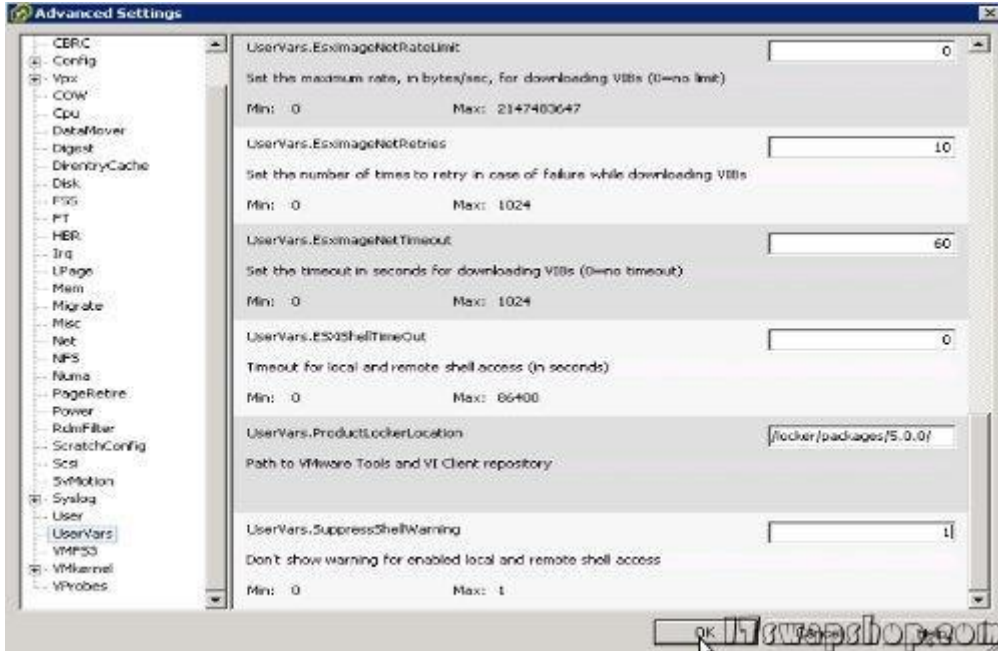 Advanced Settings
CBRC
Config
Vpx
COW
Cpu
DataMover
Digest
DirentryCache
Disk
FSS
FT
HBR
Irq
LPage
Mem
Migrate
Misc
Net
NFS
Numa
PageRetire
Power
RdmFilter
ScratchConfig
Scsi
SvMotion
Syslog
User
UserVars
VMFS3
VMkernel
VProbes
UserVars.EsximageNetRateLimit 0
Set the maximum rate, in bytes/sec, for downloading VIBs (0=no limit)
Min: 0 Max: 2147483647
UserVars.EsximageNetRetries 10
Set the number of times to retry in case of failure while downloading VIBs
Min: 0 Max: 1024
UserVars.EsximageNetTimeout 60
Set the timeout in seconds for downloading VIBs (0=no timeout)
Min: 0 Max: 1024
UserVars.ESXiShellTimeOut 0
Timeout for local and remote shell access (in seconds)
Min: 0 Max: 86400
UserVars.ProductLockerLocation /locker/packages/5.0.0/
Path to VMware Tools and VI Client repository
UserVars.SuppressShellWarning 1
Don't show warning for enabled local and remote shell access
Min: 0 Max: 1
OK Cancel
ITswapshop.com